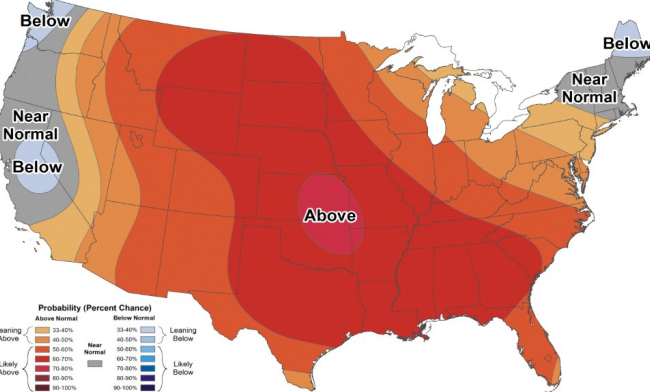 Below
Below
Near
Normal
Near
Normal
Below
Above
Probability (Percent Chance)
Above Normal
Below Normal
Leaning
Above
33-40%
40-50%
50-60%
60-70%
70-80%
80-90%
90-100%
Likely
Above
Near
Normal
33-40%
40-50%
50-60%
60-70%
70-80%
80-90%
90-100%
Leaning
Below
Likely
Below